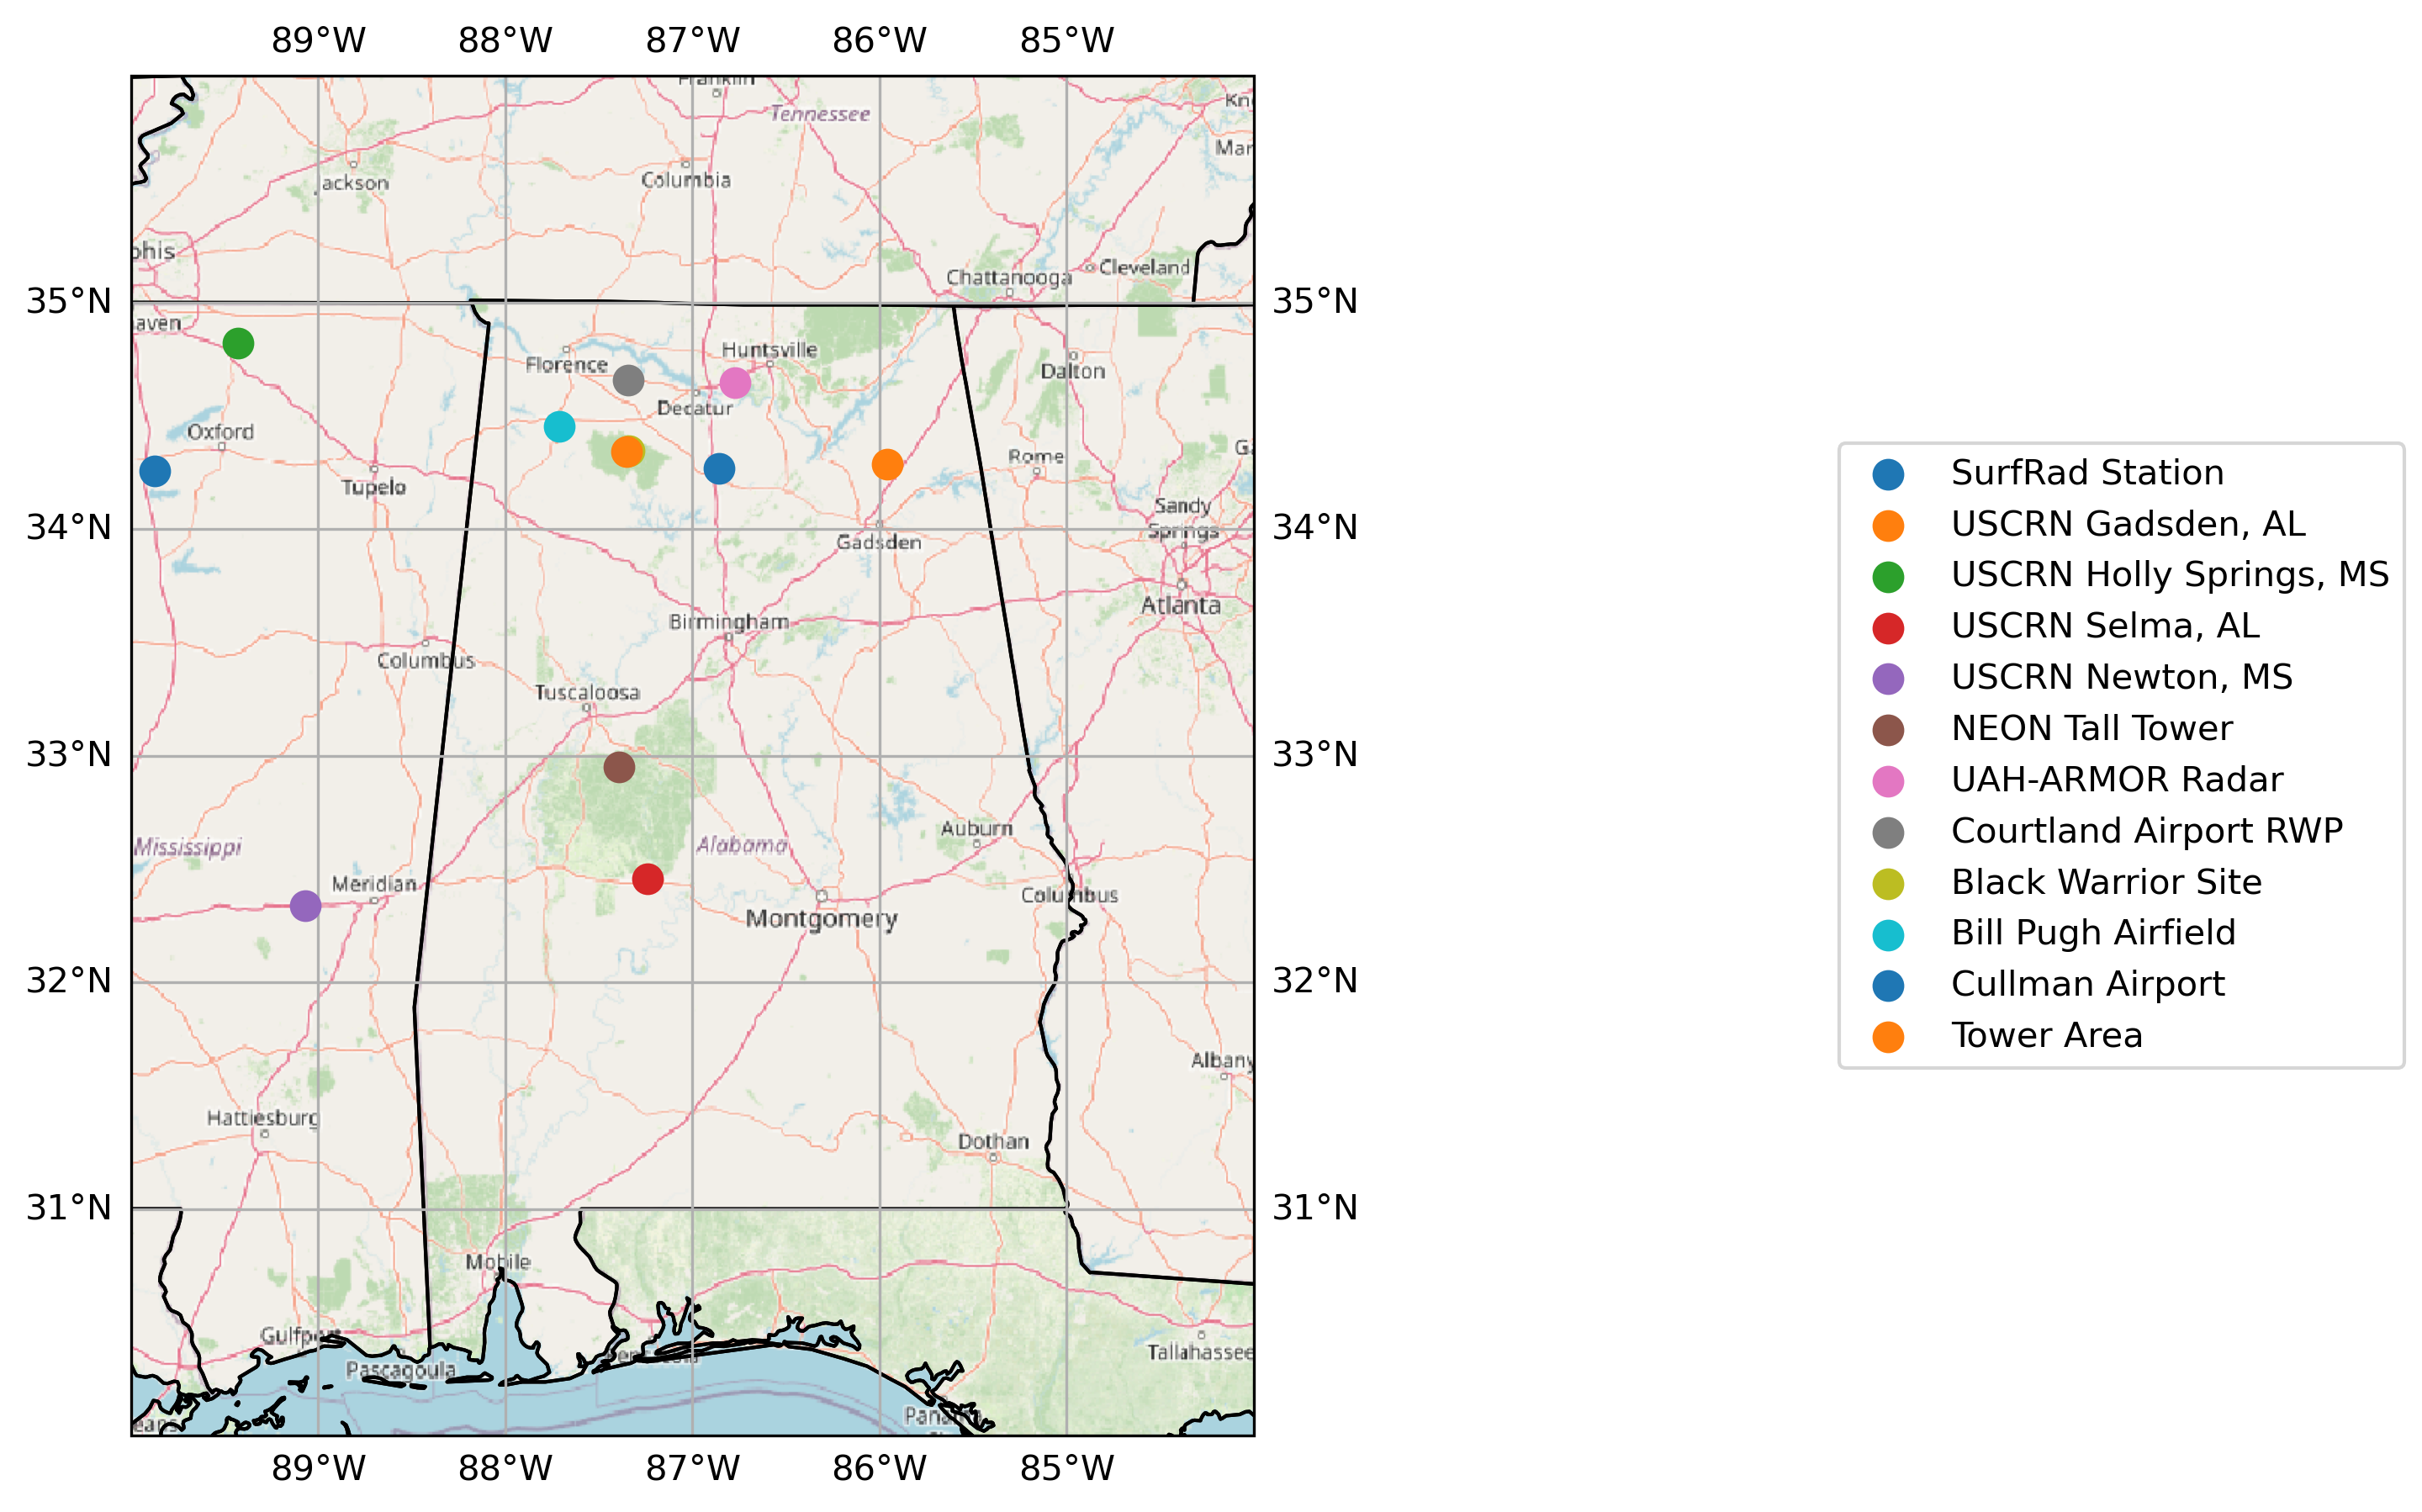 89°W 88°W 87°W 86°W 85°W
Franklin
Kno
Tennessee
Mar
Jackson
Columbia
phis
Chattanooga
Cleveland
35°N 35°N
aven
Huntsville
Florence
Dalton
Decatur
Oxford
Ga
Rome
Tupelo
Sandy
Springs
34°N 34°N
Gadsden
Atlanta
Birmingham
Columbus
Tuscaloosa
33°N 33°N
Auburn
Mississippi
Alabama
Meridian
Columbus
Montgomery
32°N 32°N
Albany
Hattiesburg
Dothan
31°N 31°N
Mobile
Gulfport
Tallahassee
Pensacola
Pascagoula
Panama
eans
89°W 88°W 87°W 86°W 85°W
SurfRad Station
USCRN Gadsden, AL
USCRN Holly Springs, MS
USCRN Selma, AL
USCRN Newton, MS
NEON Tall Tower
UAH-ARMOR Radar
Courtland Airport RWP
Black Warrior Site
Bill Pugh Airfield
Cullman Airport
Tower Area